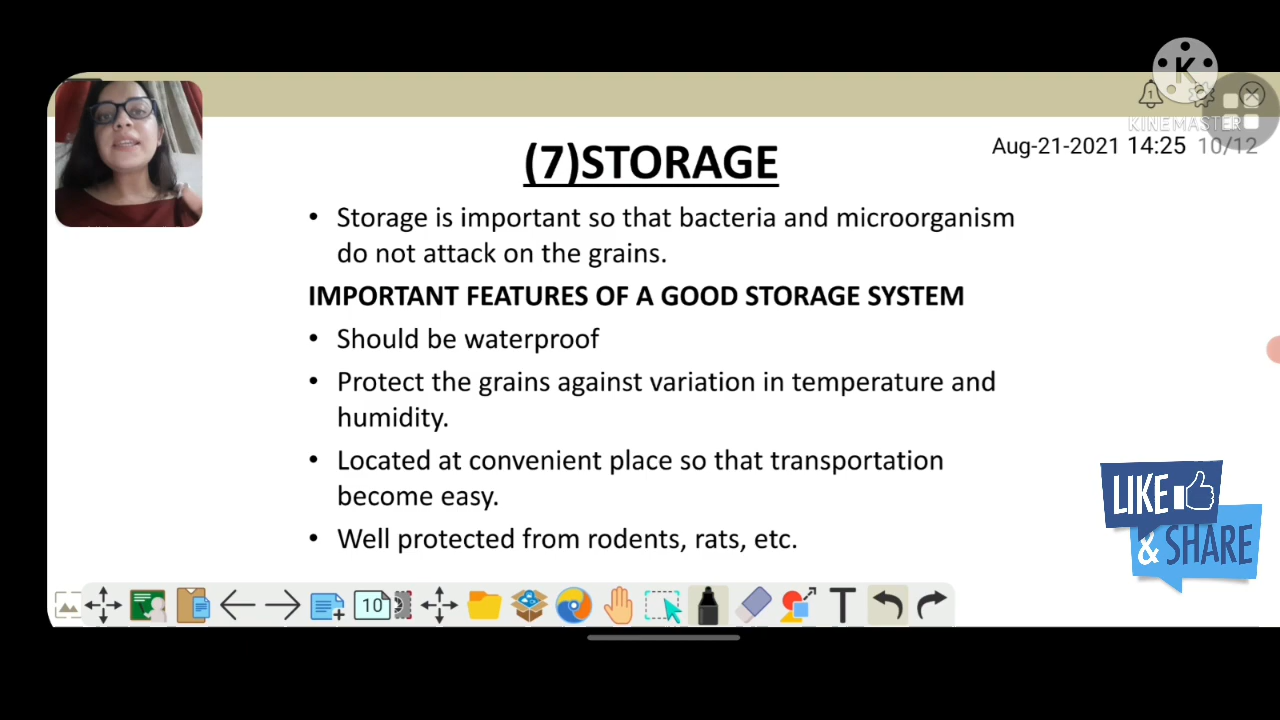 KINEMASTER
Aug-21-2021 14:25 10/12
(7)STORAGE
• Storage is important so that bacteria and microorganism
do not attack on the grains.
IMPORTANT FEATURES OF A GOOD STORAGE SYSTEM
• Should be waterproof
• Protect the grains against variation in temperature and
humidity.
• Located at convenient place so that transportation
become easy.
• Well protected from rodents, rats, etc.
LIKE
& SHARE
10
T